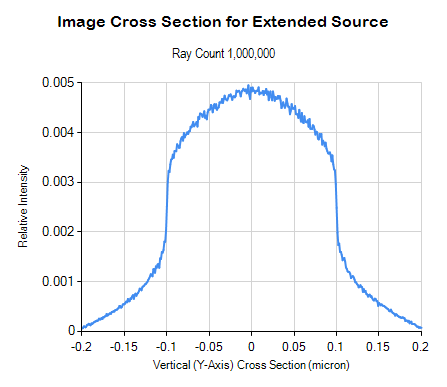 Image Cross Section for Extended Source
Ray Count 1,000,000
Relative Intensity
0.005
0.004
0.003
0.002
0.001
0
-0.2 -0.15 -0.1 -0.05 0 0.05 0.1 0.15 0.2
Vertical (Y-Axis) Cross Section (micron)